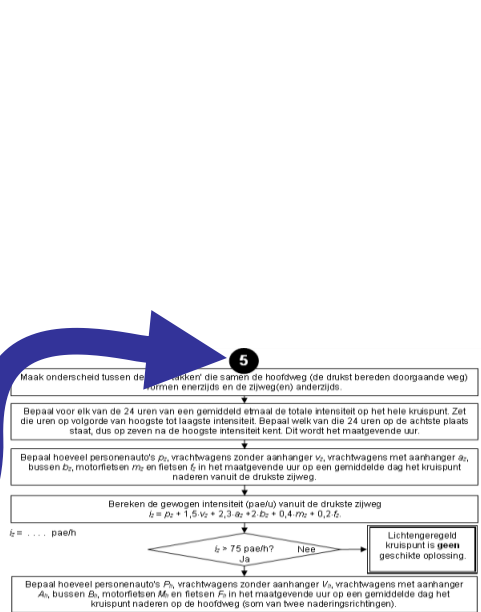 5
Maak onderscheid tussen de takken' die samen de hoofdweg (de drukst bereden doorgaande weg)
vormen enerzijds en de zijweg(en) anderzijds.
Bepaal voor elk van de 24 uren van een gemiddeld etmaal de totale intensiteit op het hele kruispunt. Zet
die uren op volgorde van hoogste tot laagste intensiteit. Bepaal welk van die 24 uren op de achtste plaats
staat, dus op zeven na de hoogste intensiteit kent. Dit wordt het maatgevende uur.
Bepaal hoeveel personenauto's pz, vrachtwagens zonder aanhanger vz, vrachtwagens met aanhanger az,
bussen bz, motorfietsen mz en fietsen fz in het maatgevende uur op een gemiddelde dag het kruispunt
naderen vanuit de drukste zijweg.
Bereken de gewogen intensiteit (pae/u) vanuit de drukste zijweg
Iz = pz + 1,5·vz + 2,3·az +2·bz + 0,4·mz + 0,2·fz.
Iz = . . . . pae/h
Iz > 75 pae/h?
Nee
Ja
Lichtengeregeld
kruispunt is geen
geschikte oplossing.
Bepaal hoeveel personenauto's Ph, vrachtwagens zonder aanhanger Vh, vrachtwagens met aanhanger
Ah, bussen Bh, motorfietsen Mh en fietsen Fh in het maatgevende uur op een gemiddelde dag het
kruispunt naderen op de hoofdweg (som van twee naderingsrichtingen).